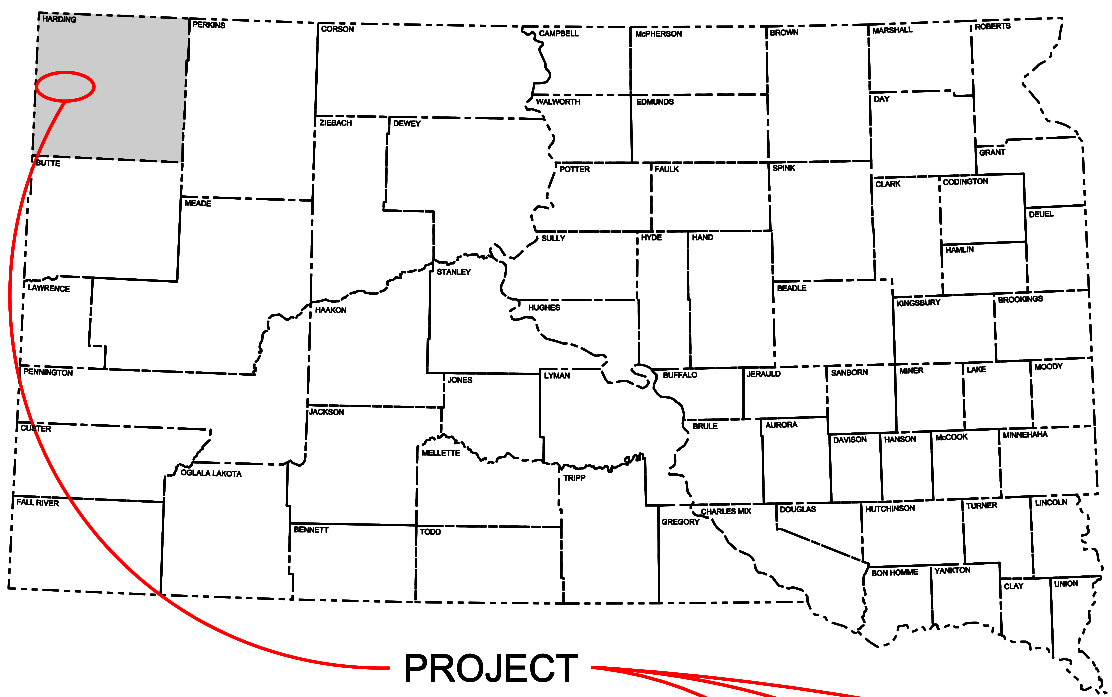 HARDING
PERKINS
CORSON
CAMPBELL
McPHERSON
BROWN
MARSHALL
ROBERTS
WALWORTH
EDMUNDS
DAY
ZIEBACH
DEWEY
GRANT
BUTTE
POTTER
FAULK
SPINK
CLARK
CODINGTON
MEADE
DEUEL
SULLY
HYDE
HAND
HAMLIN
STANLEY
LAWRENCE
BEADLE
HAAKON
HUGHES
KINGSBURY
BROOKINGS
PENNINGTON
JONES
LYMAN
BUFFALO
JERAULD
SANBORN
MINER
LAKE
MOODY
JACKSON
CUSTER
BRULE
AURORA
DAVISON
HANSON
McCOOK
MINNEHAHA
MELLETTE
OGLALA LAKOTA
TRIPP
FALL RIVER
GREGORY
CHARLES MIX
DOUGLAS
HUTCHINSON
TURNER
LINCOLN
BENNETT
TODD
BON HOMME
YANKTON
CLAY
UNION
PROJECT